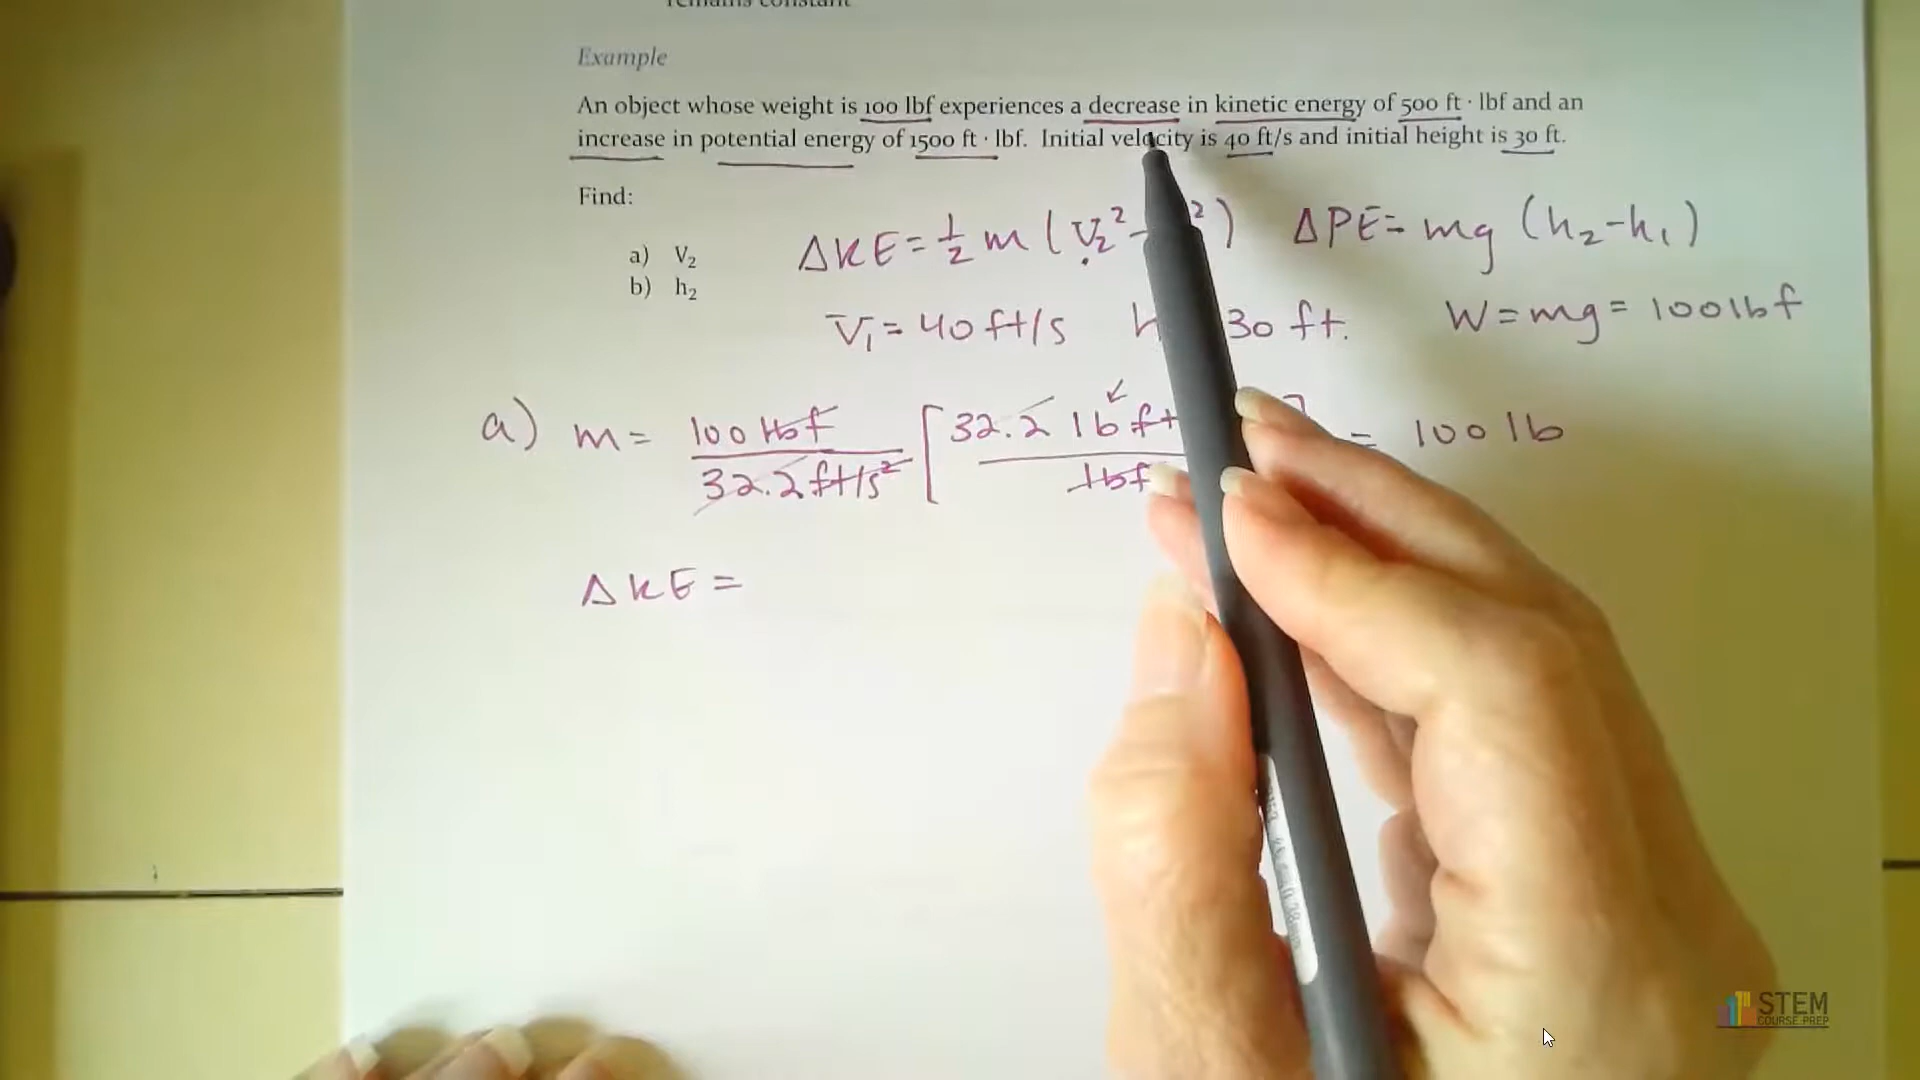 remains constant
Example
An object whose weight is 100 lbf experiences a decrease in kinetic energy of 500 ft · lbf and an
increase in potential energy of 1500 ft · lbf. Initial velocity is 40 ft/s and initial height is 30 ft.
Find:
a) V₂
b) h₂
ΔKE = ½ m (V₂² - ²) ΔPE = mg (h₂-h₁)
V₁ = 40 ft/s 30 ft. W = mg = 100 lbf
a) m = 100 lbf / 32.2 ft/s² [ 32.2 lb ft / lbf ] = 100 lb
ΔKE =
STEM
COURSE PREP